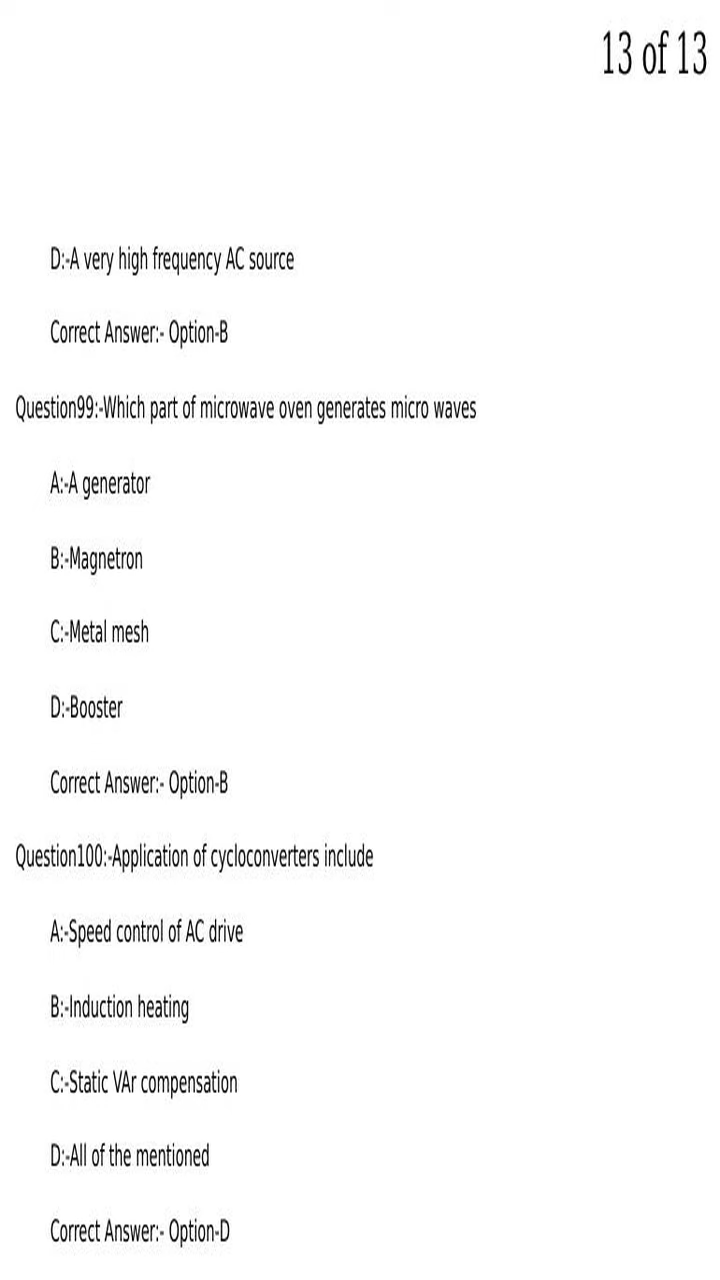 13 of 13
D:-A very high frequency AC source
Correct Answer:- Option-B
Question99:-Which part of microwave oven generates micro waves
A:-A generator
B:-Magnetron
C:-Metal mesh
D:-Booster
Correct Answer:- Option-B
Question100:-Application of cycloconverters include
A:-Speed control of AC drive
B:-Induction heating
C:-Static VAr compensation
D:-All of the mentioned
Correct Answer:- Option-D